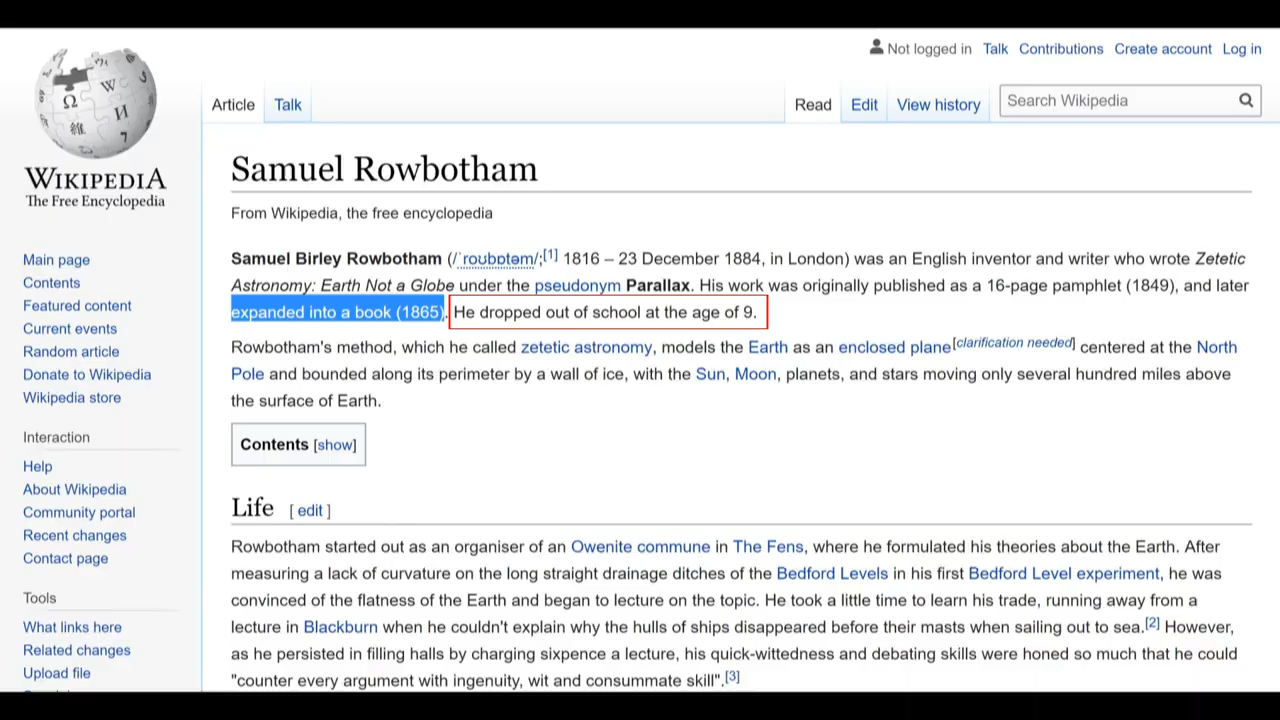 Not logged in Talk Contributions Create account Log in
Article Talk Read Edit View history Search Wikipedia
WIKIPEDIA
The Free Encyclopedia
Samuel Rowbotham
From Wikipedia, the free encyclopedia
Samuel Birley Rowbotham (/ˈroʊbɒtəm/;[1] 1816 – 23 December 1884, in London) was an English inventor and writer who wrote Zetetic
Astronomy: Earth Not a Globe under the pseudonym Parallax. His work was originally published as a 16-page pamphlet (1849), and later
expanded into a book (1865). He dropped out of school at the age of 9.
Rowbotham's method, which he called zetetic astronomy, models the Earth as an enclosed plane[clarification needed] centered at the North
Pole and bounded along its perimeter by a wall of ice, with the Sun, Moon, planets, and stars moving only several hundred miles above
the surface of Earth.
Contents [show]
Life [ edit ]
Rowbotham started out as an organiser of an Owenite commune in The Fens, where he formulated his theories about the Earth. After
measuring a lack of curvature on the long straight drainage ditches of the Bedford Levels in his first Bedford Level experiment, he was
convinced of the flatness of the Earth and began to lecture on the topic. He took a little time to learn his trade, running away from a
lecture in Blackburn when he couldn't explain why the hulls of ships disappeared before their masts when sailing out to sea.[2] However,
as he persisted in filling halls by charging sixpence a lecture, his quick-wittedness and debating skills were honed so much that he could
"counter every argument with ingenuity, wit and consummate skill".[3]
Main page
Contents
Featured content
Current events
Random article
Donate to Wikipedia
Wikipedia store
Interaction
Help
About Wikipedia
Community portal
Recent changes
Contact page
Tools
What links here
Related changes
Upload file